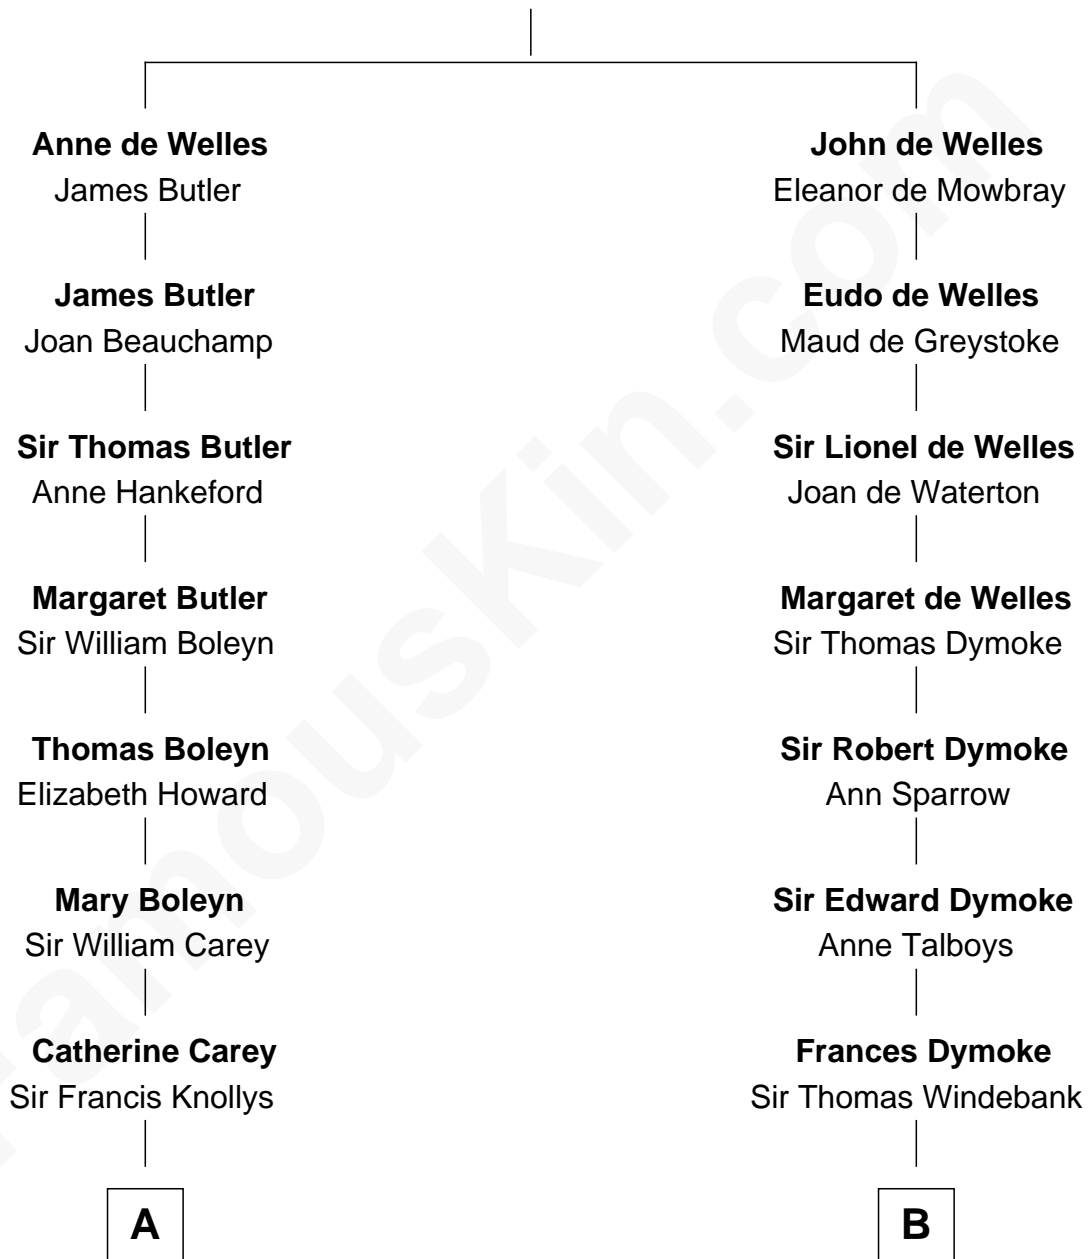 Anne de Welles
James Butler
James Butler
Joan Beauchamp
Sir Thomas Butler
Anne Hankeford
Margaret Butler
Sir William Boleyn
Thomas Boleyn
Elizabeth Howard
Mary Boleyn
Sir William Carey
Catherine Carey
Sir Francis Knollys
A
John de Welles
Eleanor de Mowbray
Eudo de Welles
Maud de Greystoke
Sir Lionel de Welles
Joan de Waterton
Margaret de Welles
Sir Thomas Dymoke
Sir Robert Dymoke
Ann Sparrow
Sir Edward Dymoke
Anne Talboys
Frances Dymoke
Sir Thomas Windebank
B
FamousKin.com